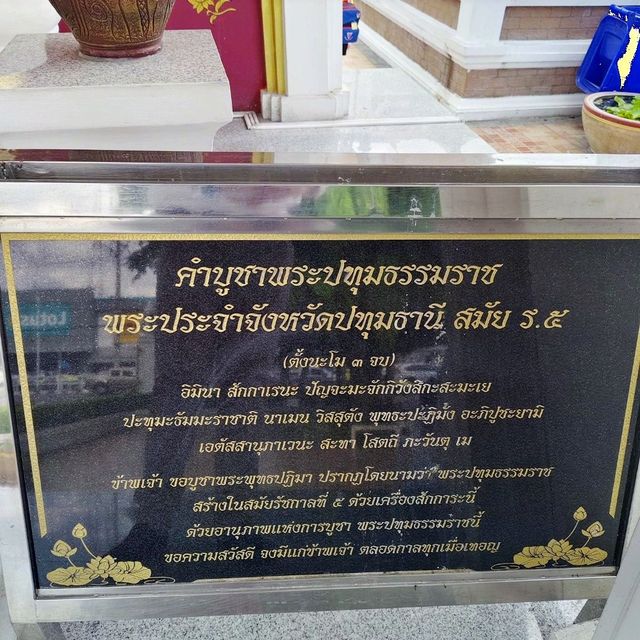 คำบูชาพระปทุมธรรมราช
พระประจำจังหวัดปทุมธานี สมัย ร.๕
(ตั้งนะโม ๓ จบ)
อิมินา สักกาเรนะ ปัญจะมะจักกิวังสิกะสะมะเย
ปะทุมะธัมมะราชาติ นาเมน วิสสุตัง พุทธะปะฏิมัง อะภิปูชะยามิ
เอตัสสานุภาเวนะ สะทา โสตถี ภะวันตุ เม
ข้าพเจ้า ขอบูชาพระพุทธปฏิมา ปรากฏโดยนามว่า พระปทุมธรรมราช
สร้างในสมัยรัชกาลที่ ๕ ด้วยเครื่องสักการะนี้
ด้วยอานุภาพแห่งการบูชา พระปทุมธรรมราชนี้
ขอความสวัสดี จงมีแก่ข้าพเจ้า ตลอดกาลทุกเมื่อเทอญ